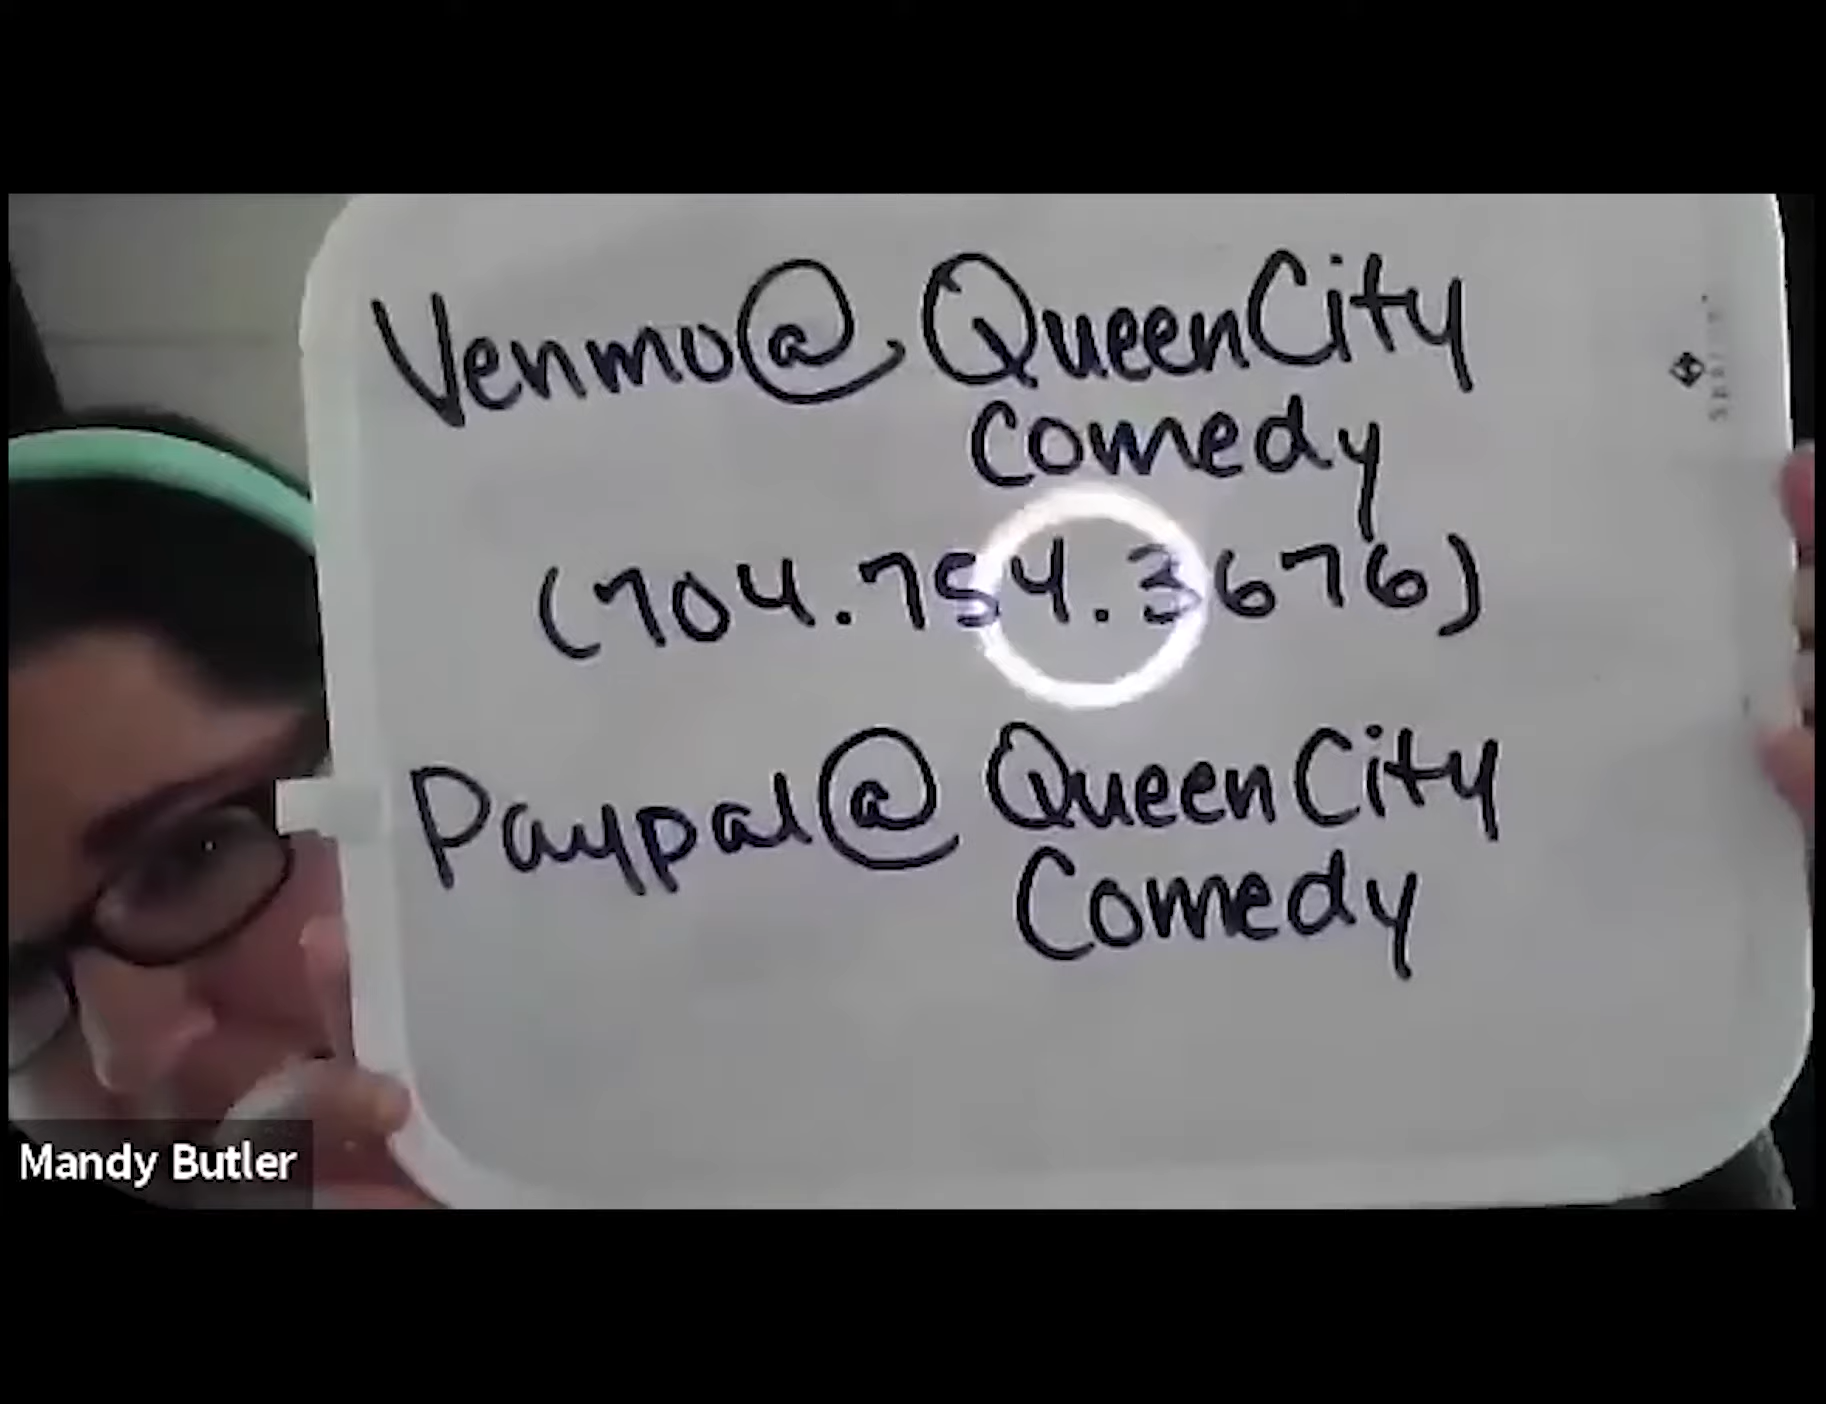 Venmo@ QueenCity
Comedy
(704.754.3676)
Paypal@ QueenCity
Comedy
Mandy Butler